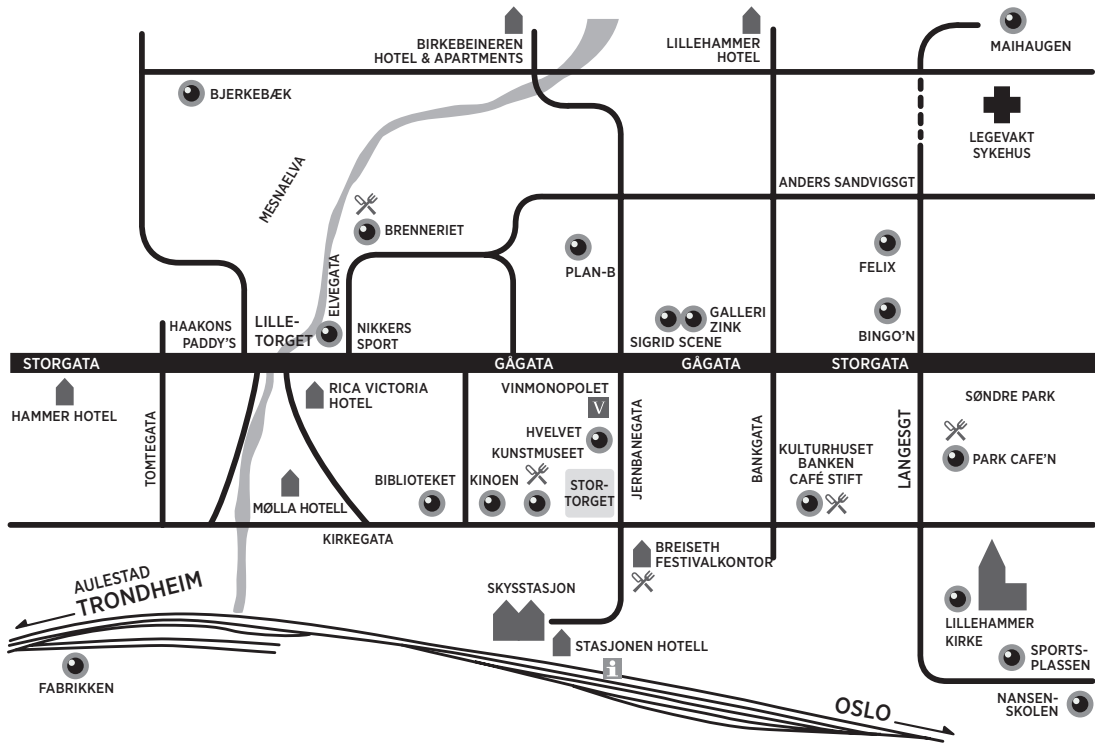 BIRKEBEINEREN
HOTEL & APARTMENTS
LILLEHAMMER
HOTEL
MAIHAUGEN
BJERKEBÆK
LEGEVAKT
SYKEHUS
MESNAELVA
ANDERS SANDVIGSGT
BRENNERIET
PLAN-B
FELIX
ELVEGATA
HAAKONS
PADDY'S
LILLE-
TORGET
NIKKERS
SPORT
GALLERI
ZINK
SIGRID SCENE
BINGO'N
STORGATA
GÅGATA
GÅGATA
STORGATA
HAMMER HOTEL
RICA VICTORIA
HOTEL
VINMONOPOLET
V
SØNDRE PARK
TOMTEGATA
HVELVET
KUNSTMUSEET
JERNBANEGATA
BANKGATA
KULTURHUSET
BANKEN
CAFÉ STIFT
LANGESGT
PARK CAFE'N
MØLLA HOTELL
BIBLIOTEKET
KINOEN
STOR-
TORGET
KIRKEGATA
BREISETH
FESTIVALKONTOR
AULESTAD
TRONDHEIM
SKYSSTASJON
STASJONEN HOTELL
i
LILLEHAMMER
KIRKE
SPORTS-
PLASSEN
FABRIKKEN
OSLO
NANSEN-
SKOLEN